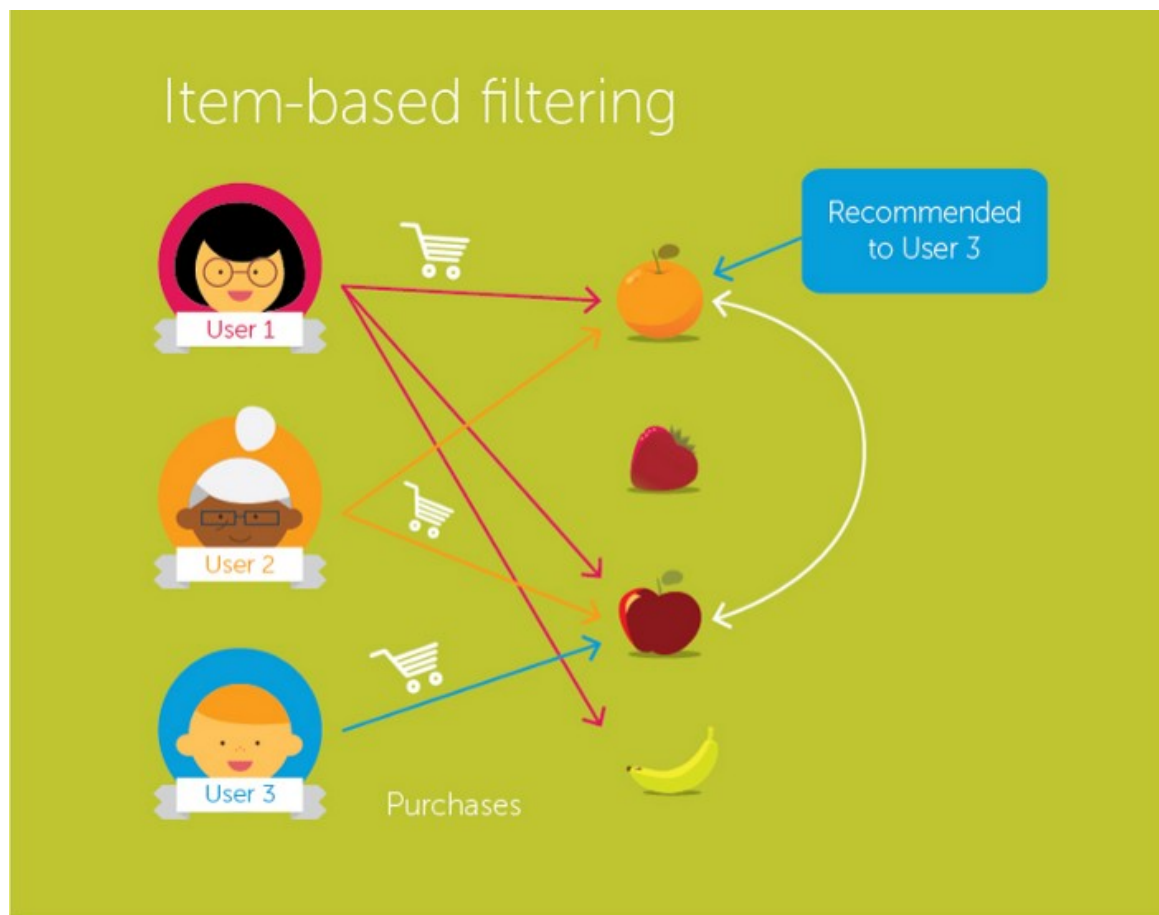 Item-based filtering
Recommended
to User 3
User 1
User 2
User 3
Purchases